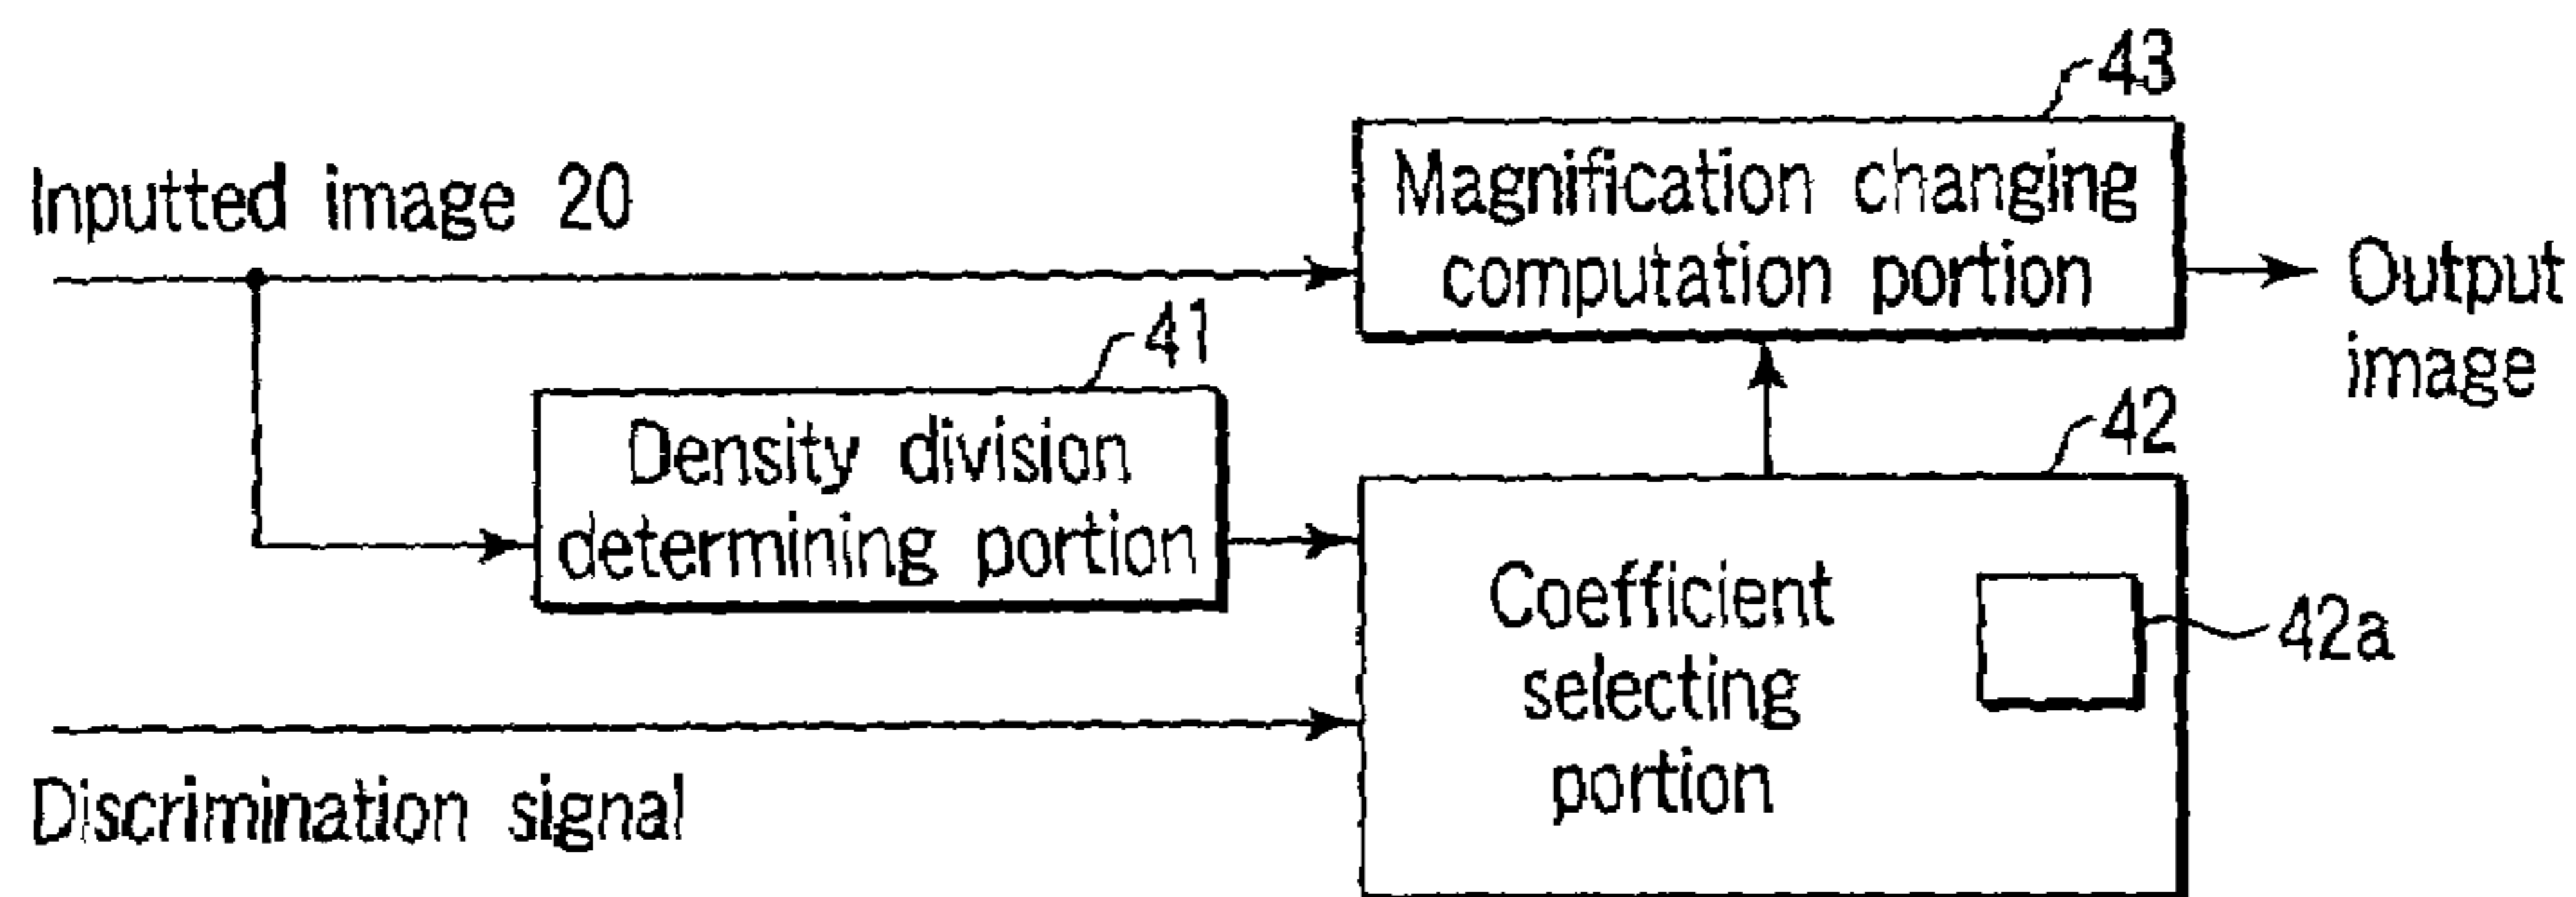 43
Inputted image 20
Magnification changing
computation portion
Output
image
41
Density division
determining portion
42
Coefficient
selecting
portion
42a
Discrimination signal